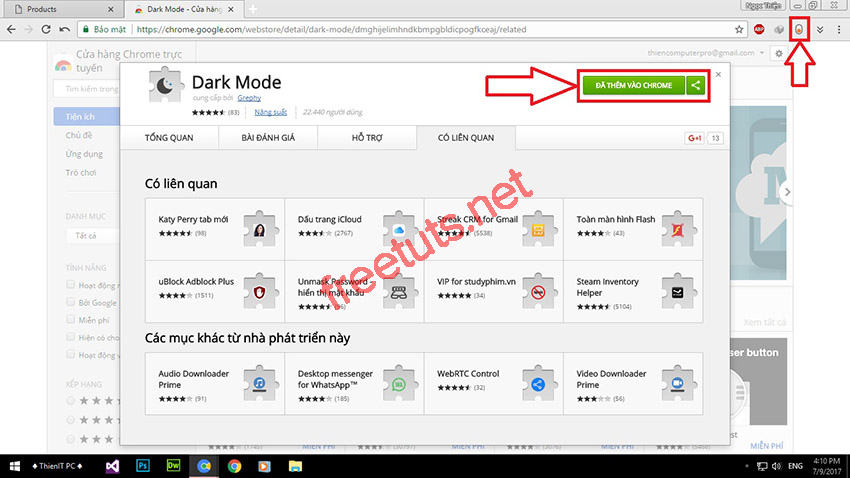 Products
Dark Mode - Cửa hàng
Ngọc Thiện
Bảo mật
https://chrome.google.com/webstore/detail/dark-mode/dmghijelimhndkbmpgbldicpogfkceaj/related
ABP
Cửa hàng Chrome trực tuyến
thiencomputerpro@gmail.com
Tìm kiếm trong
Tiện ích
Chủ đề
Ứng dụng
Trò chơi
DANH MỤC
Tất cả
TÍNH NĂNG
Hoạt động
Bởi Google
Miễn phí
Hiện có cho
Hoạt động v
XẾP HẠNG
Dark Mode
cung cấp bởi Grephy
(83)
Năng suất
22.440 người dùng
ĐÃ THÊM VÀO CHROME
TỔNG QUAN
BÀI ĐÁNH GIÁ
HỖ TRỢ
CÓ LIÊN QUAN
G+1
13
Có liên quan
Katy Perry tab mới
(98)
Dấu trang iCloud
(2767)
Streak CRM for Gmail
(5538)
Toàn màn hình Flash
(43)
uBlock Adblock Plus
(1511)
Unmask Password -
hiển thị mật khẩu
VIP for studyphim.vn
(34)
Steam Inventory
Helper
(5104)
Các mục khác từ nhà phát triển này
Audio Downloader
Prime
(91)
Desktop messenger
for WhatsApp™
(185)
WebRTC Control
(32)
Video Downloader
Prime
(56)
Xem tất cả
ser button
MIỄN PHÍ
MIỄN PHÍ
MIỄN PHÍ
MIỄN PHÍ
freetuts.net
♦ThienIT PC♦
Ps
Dw
ENG
4:10 PM
7/9/2017